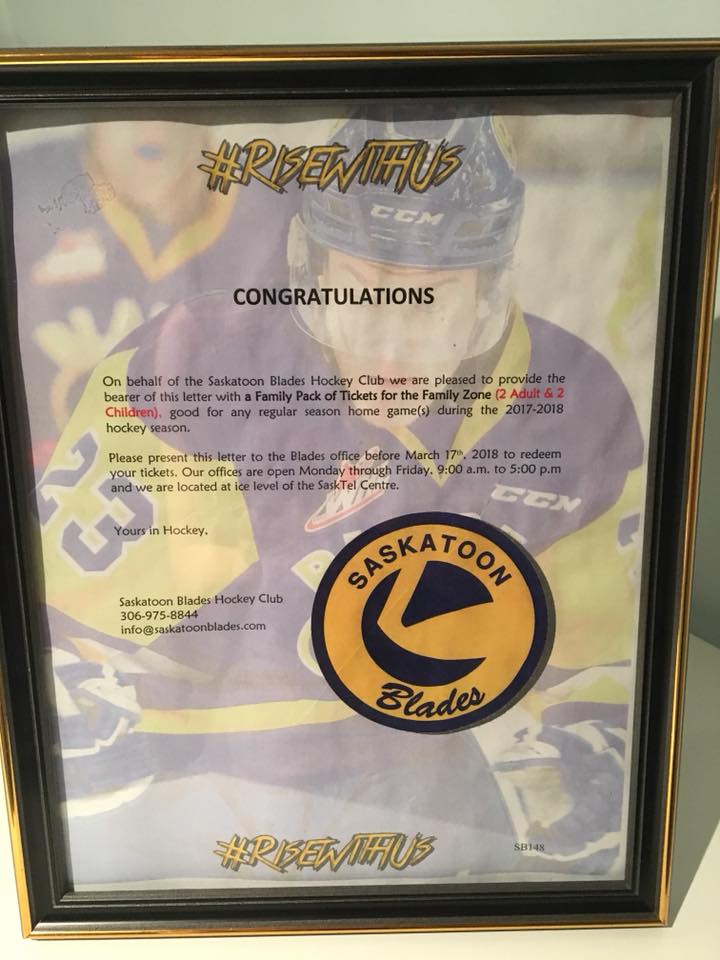 #RISEWITHUS
CCM
CONGRATULATIONS
On behalf of the Saskatoon Blades Hockey Club we are pleased to provide the
bearer of this letter with a Family Pack of Tickets for the Family Zone (2 Adult & 2
Children), good for any regular season home game(s) during the 2017-2018
hockey season.
Please present this letter to the Blades office before March 17th, 2018 to redeem
your tickets. Our offices are open Monday through Friday, 9:00 a.m. to 5:00 p.m
and we are located at ice level of the SaskTel Centre.
CCM
23
Yours in Hockey,
Saskatoon Blades Hockey Club
306-975-8844
info@saskatoonblades.com
SASKATOON
Blades
#RISEWITHUS
SB148